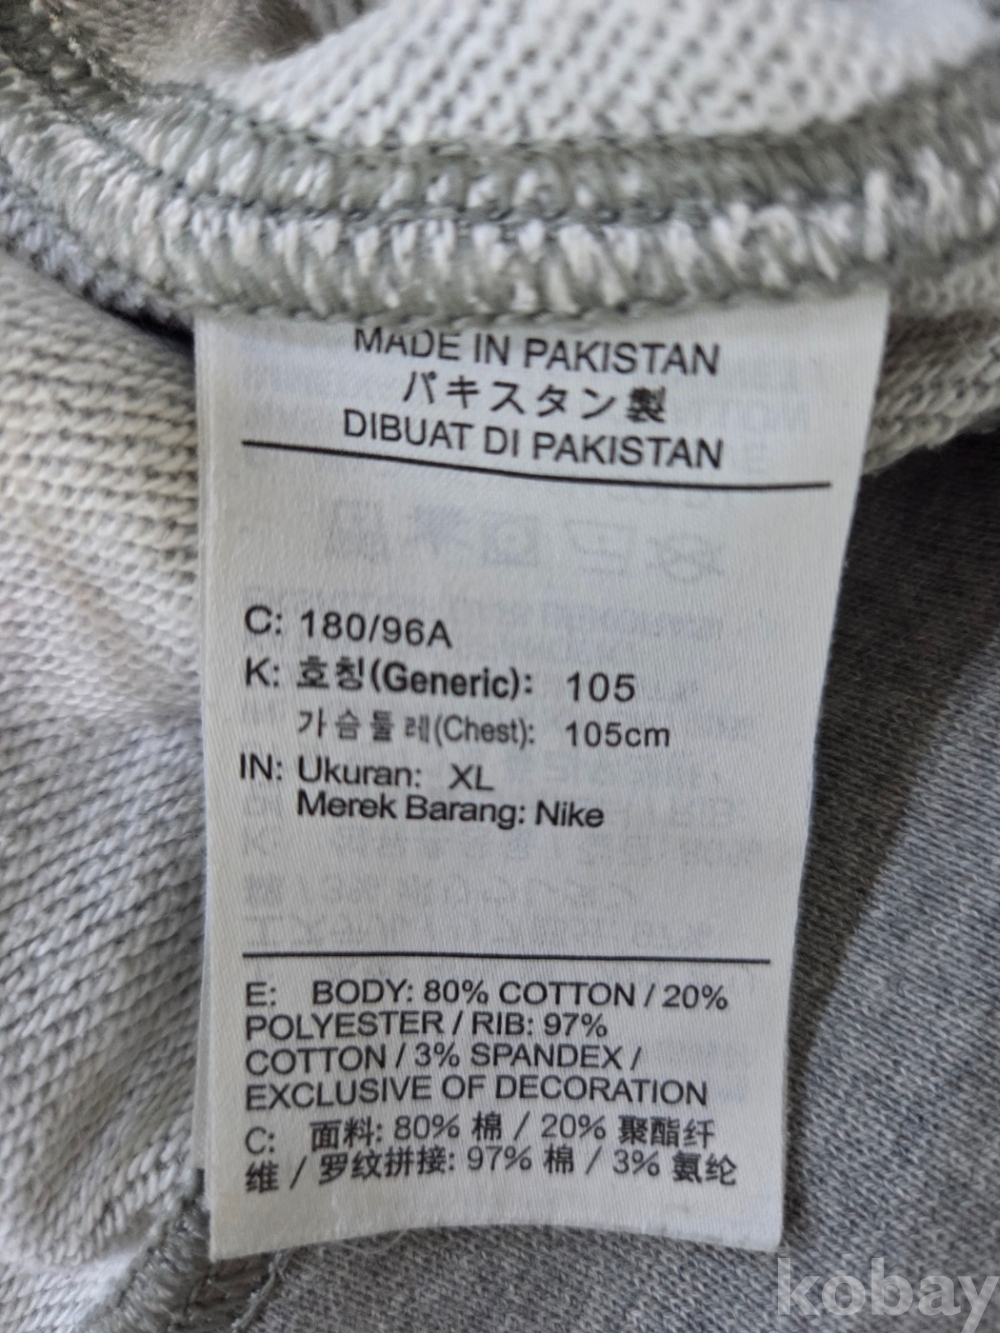 MADE IN PAKISTAN
パキスタン製
DIBUAT DI PAKISTAN
C: 180/96A
K: 호칭(Generic): 105
가슴둘레(Chest): 105cm
IN: Ukuran: XL
Merek Barang: Nike
E: BODY: 80% COTTON / 20%
POLYESTER / RIB: 97%
COTTON / 3% SPANDEX /
EXCLUSIVE OF DECORATION
C: 面料: 80% 棉 / 20% 聚酯纤
维 / 罗纹拼接: 97% 棉 / 3% 氨纶
kobay